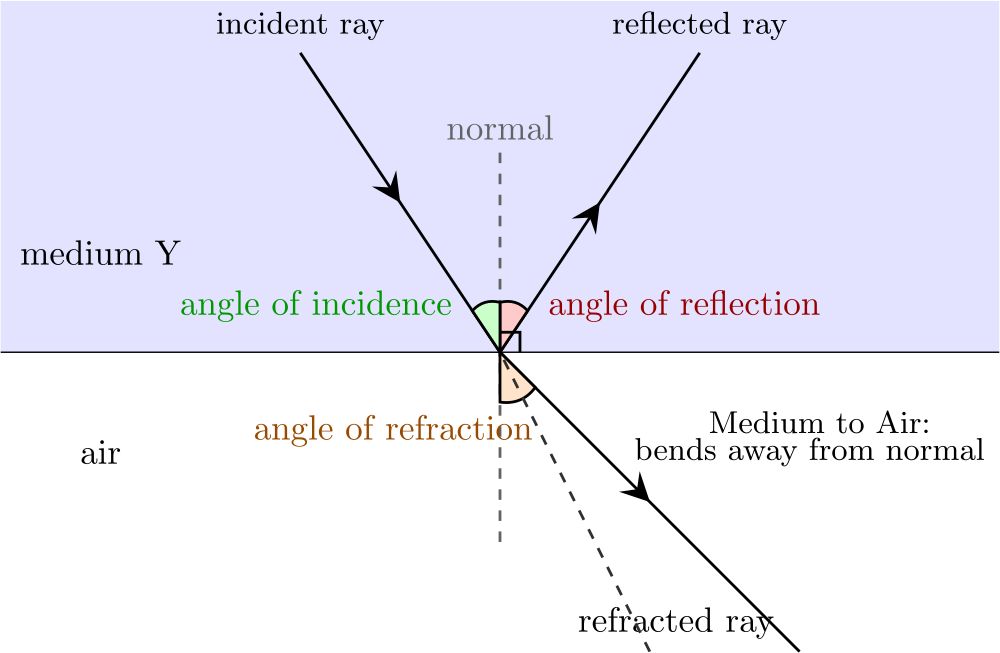 incident ray
reflected ray
normal
medium Y
angle of incidence
angle of reflection
angle of refraction
Medium to Air:
bends away from normal
air
refracted ray